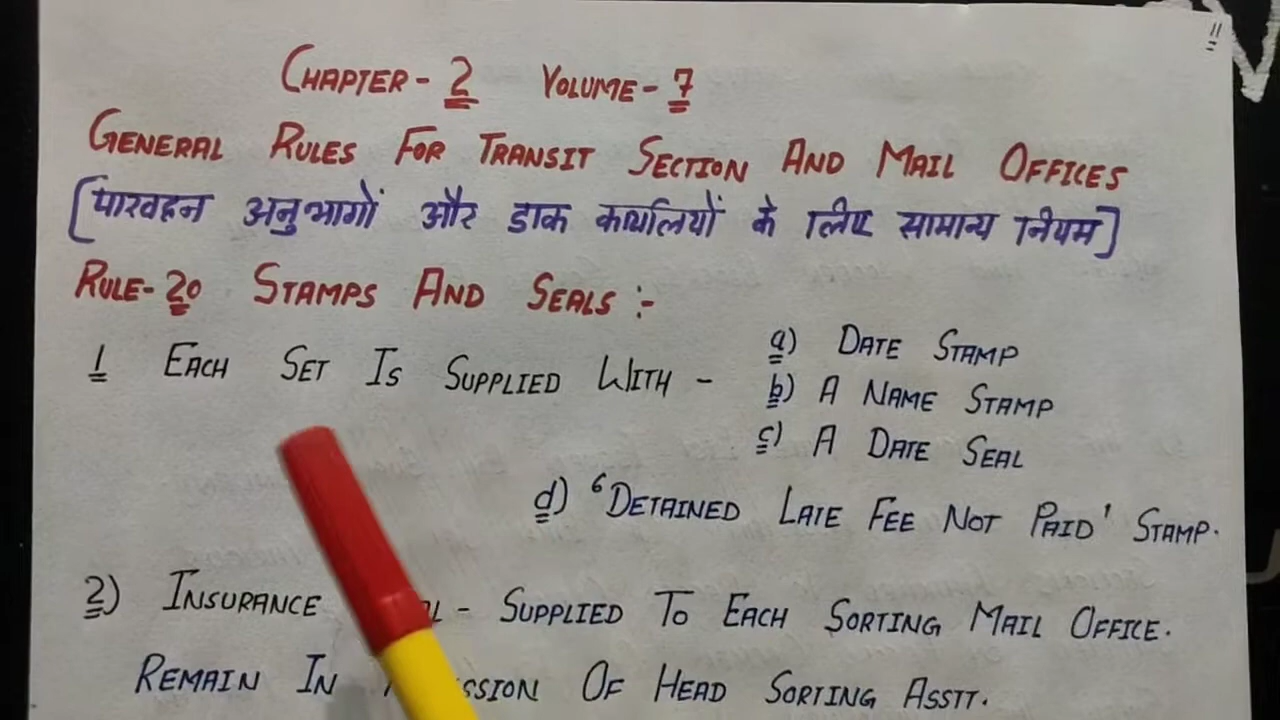 11
CHAPTER- 2 VOLUME- 7
GENERAL RULES FOR TRANSIT SECTION AND MAIL OFFICES
[पारवहन अनुभागों और डाक कार्यालयों के लिए सामान्य नियम]
RULE- 20 STAMPS AND SEALS :-
1 EACH SET IS SUPPLIED WITH - a) DATE STAMP
b) A NAME STAMP
c) A DATE SEAL
d) 'DETAINED LATE FEE NOT PAID' STAMP.
2) INSURANCE - SUPPLIED TO EACH SORTING MAIL OFFICE.
REMAIN IN OF HEAD SORTING ASSTT.